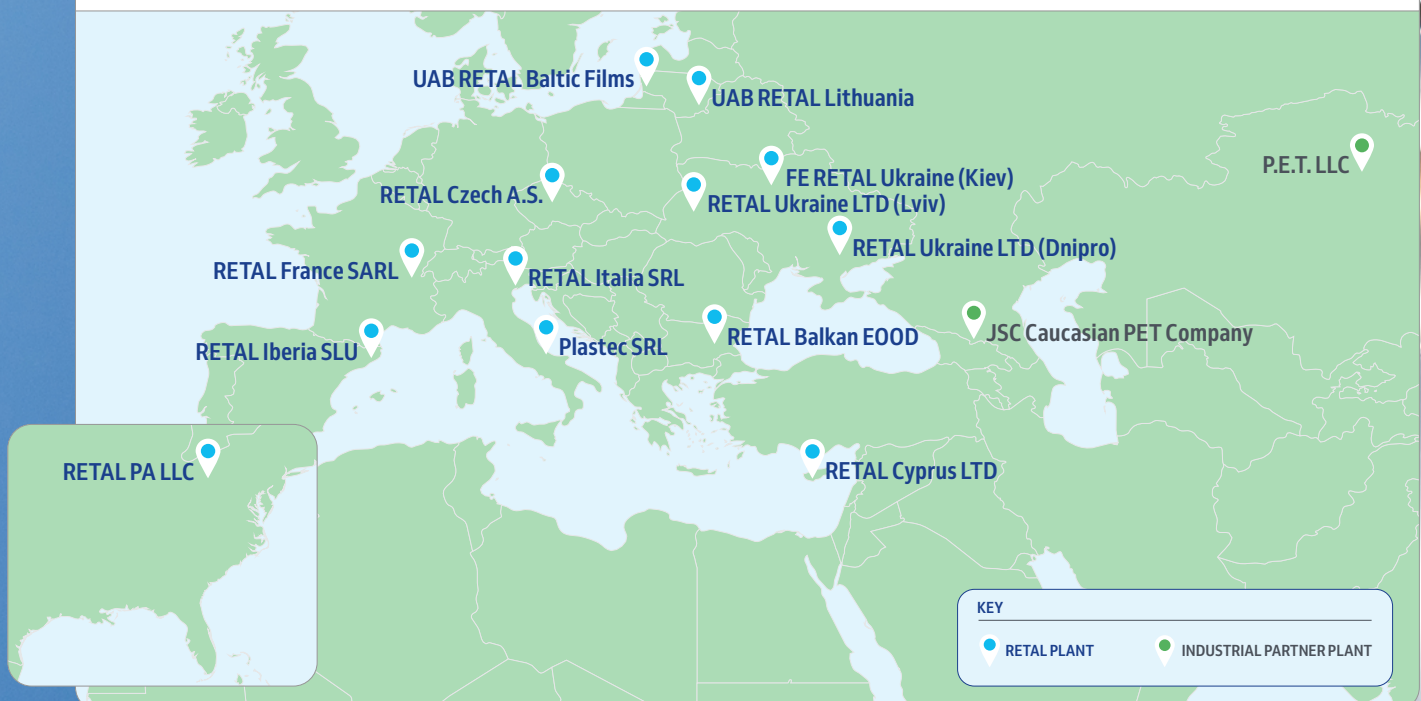 UAB RETAL Baltic Films
UAB RETAL Lithuania
P.E.T. LLC
FE RETAL Ukraine (Kiev)
RETAL Czech A.S.
RETAL Ukraine LTD (Lviv)
RETAL Ukraine LTD (Dnipro)
RETAL France SARL
RETAL Italia SRL
JSC Caucasian PET Company
RETAL Balkan EOOD
Plastec SRL
RETAL Iberia SLU
RETAL PA LLC
RETAL Cyprus LTD
KEY
RETAL PLANT
INDUSTRIAL PARTNER PLANT